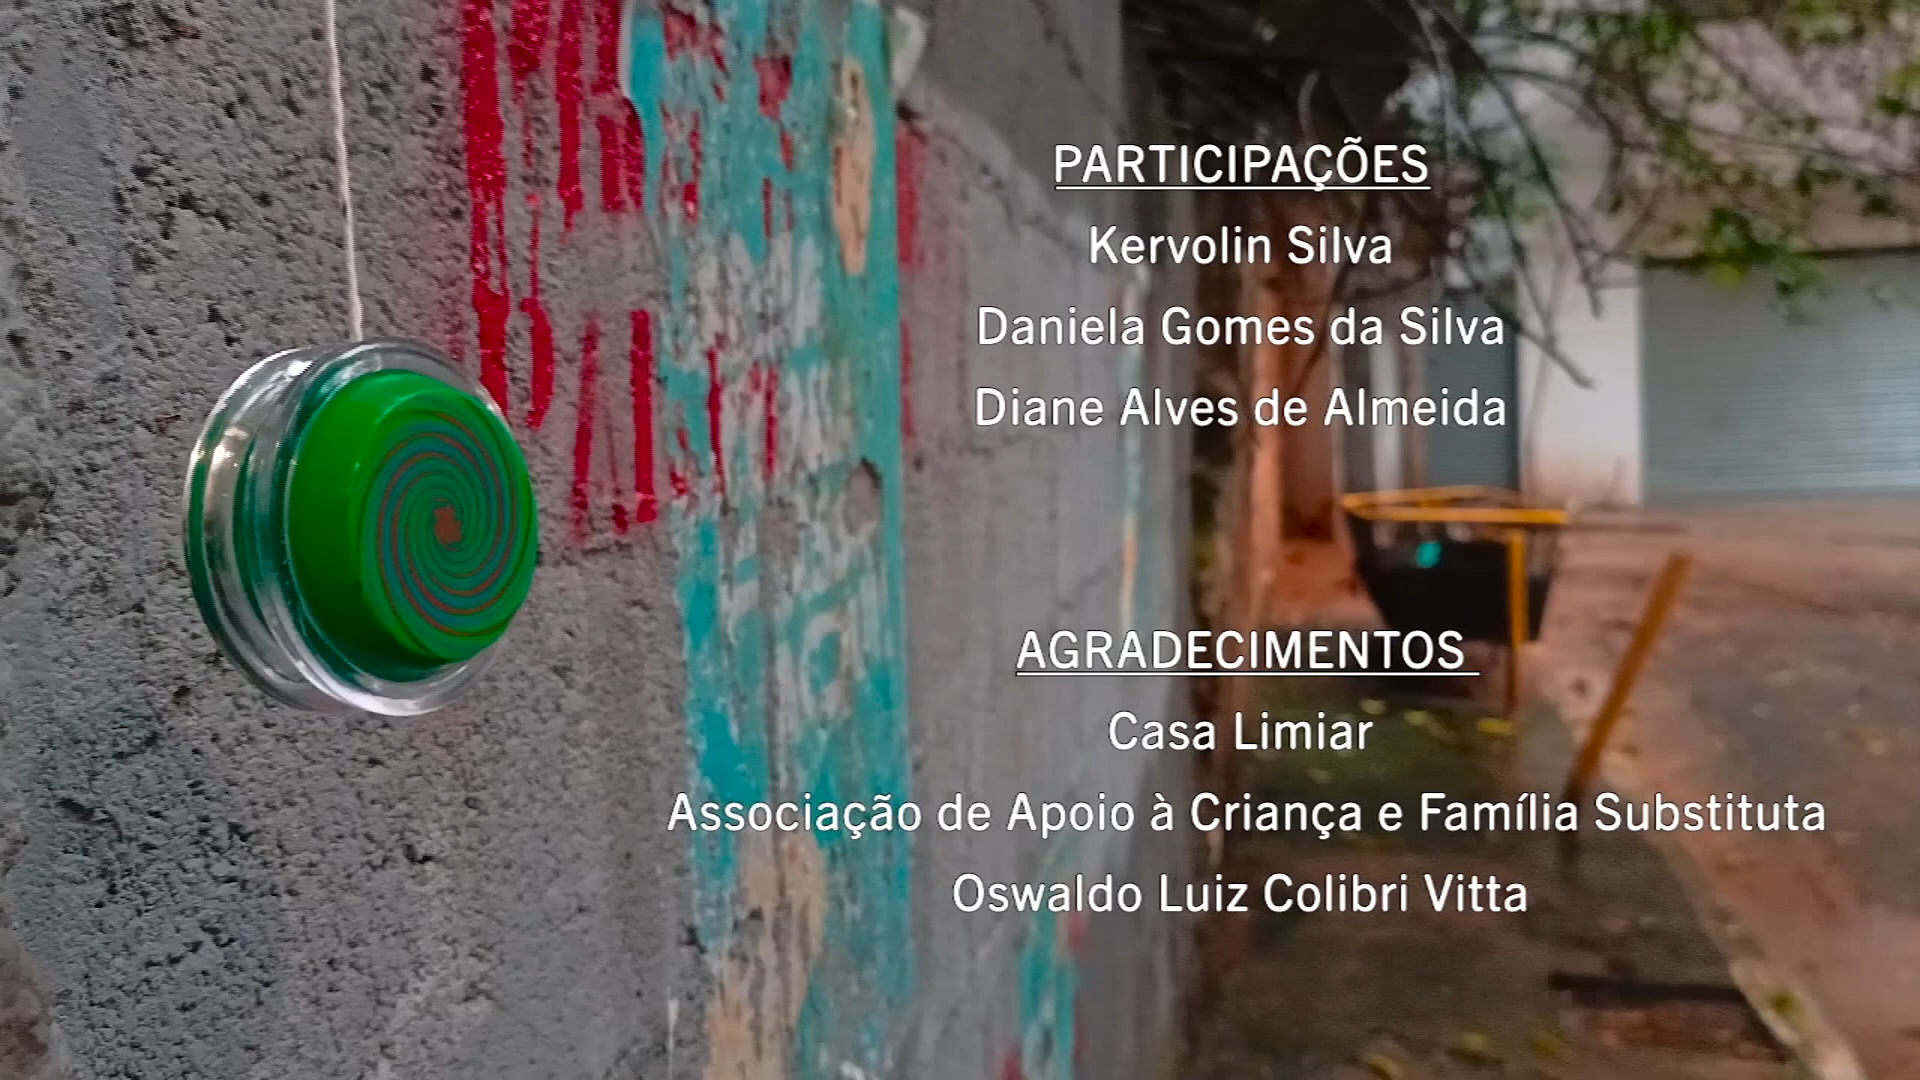 PARTICIPAÇÕES
Kervolin Silva
Daniela Gomes da Silva
Diane Alves de Almeida
AGRADECIMENTOS
Casa Limiar
Associação de Apoio à Criança e Família Substituta
Oswaldo Luiz Colibri Vitta